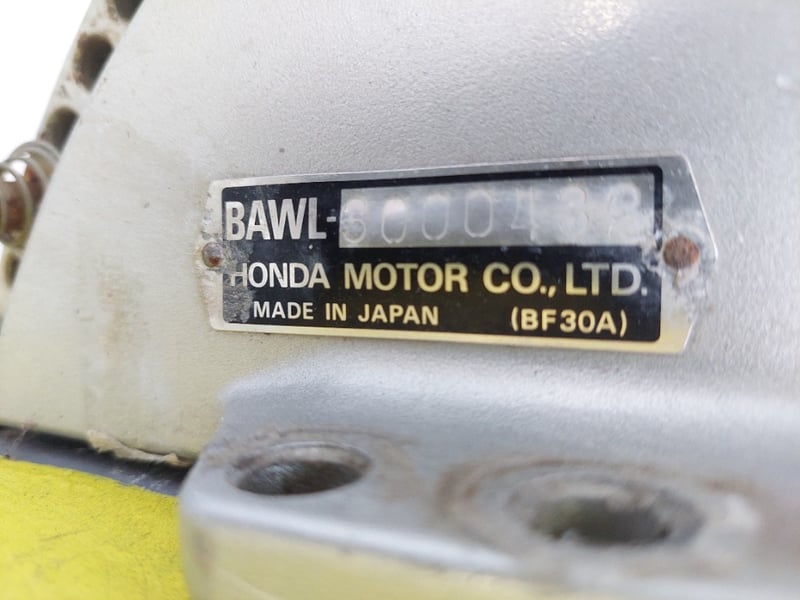 BAWL-
HONDA MOTOR CO., LTD.
MADE IN JAPAN (BF30A)